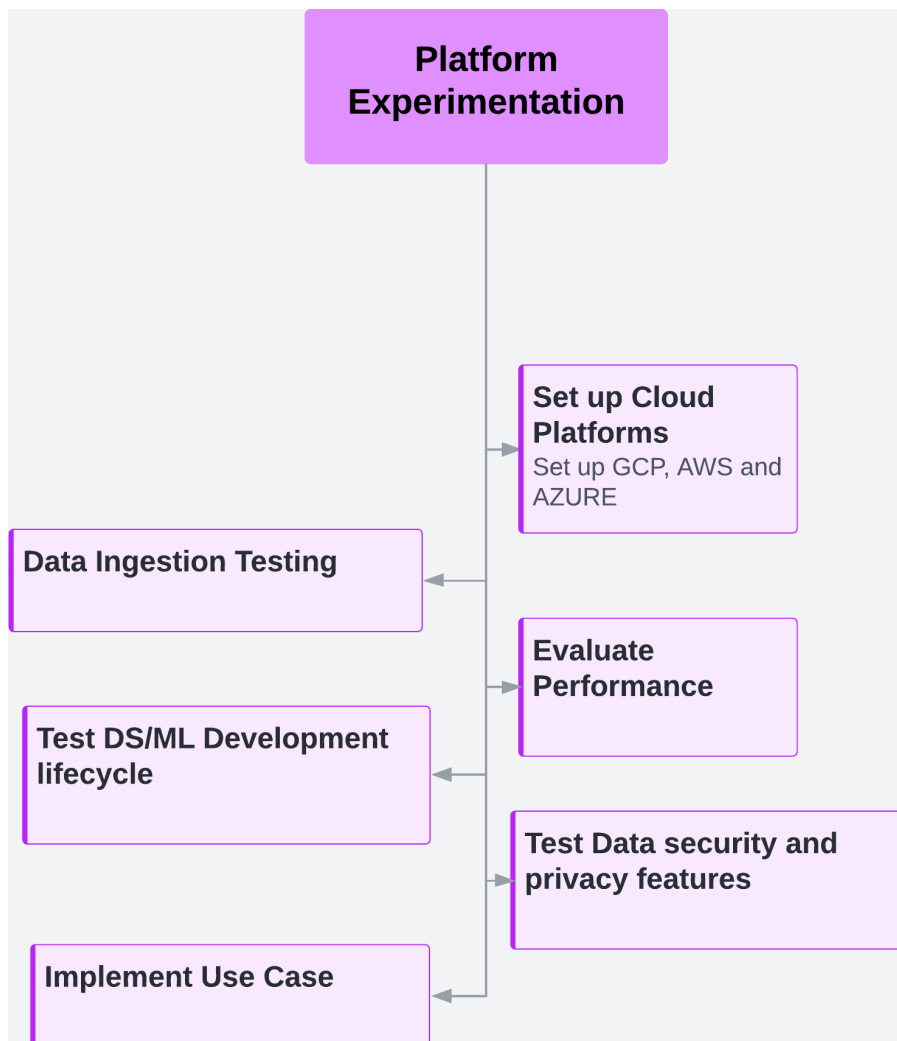 Platform
Experimentation
Set up Cloud
Platforms
Set up GCP, AWS and
AZURE
Data Ingestion Testing
Evaluate
Performance
Test DS/ML Development
lifecycle
Test Data security and
privacy features
Implement Use Case